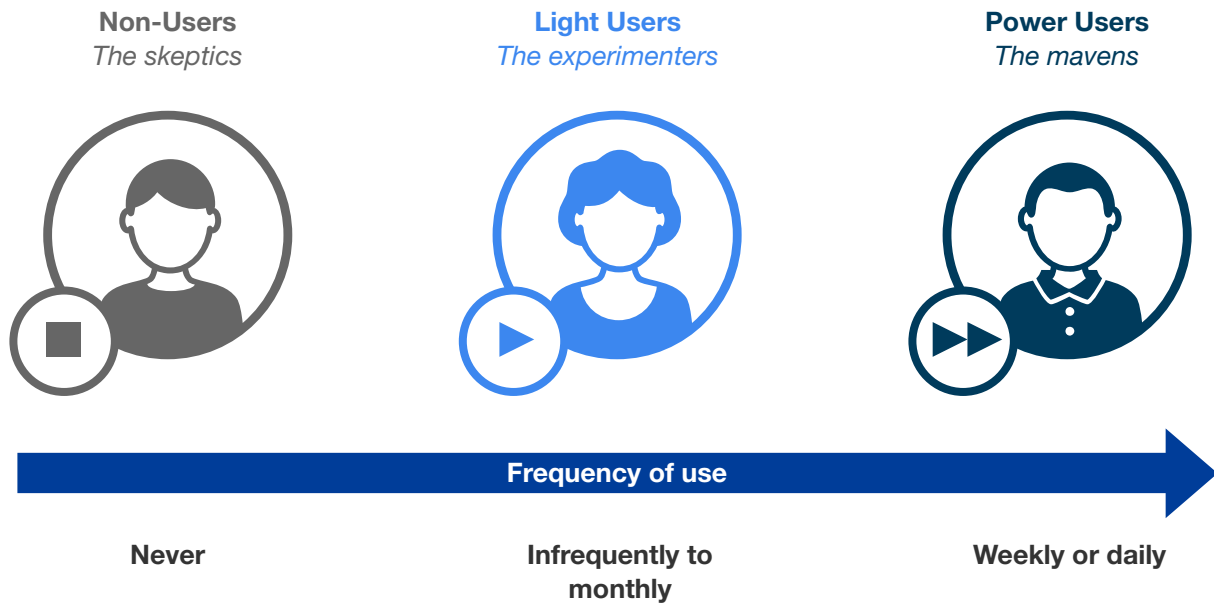 Non-Users
The skeptics
Light Users
The experimenters
Power Users
The mavens
Frequency of use
Never
Infrequently to
monthly
Weekly or daily